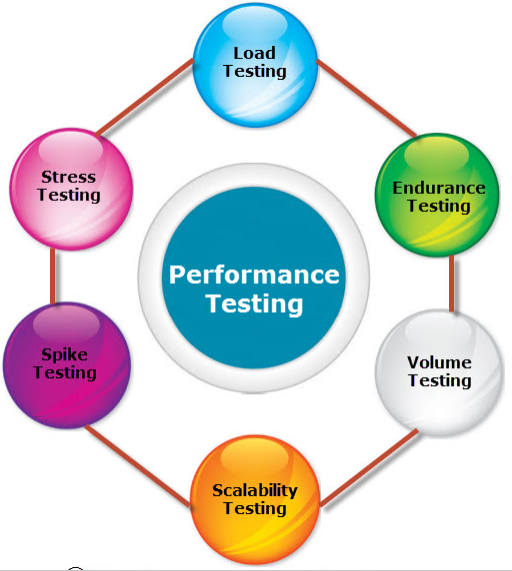 Load
Testing
Stress
Testing
Endurance
Testing
Performance
Testing
Spike
Testing
Volume
Testing
Scalability
Testing